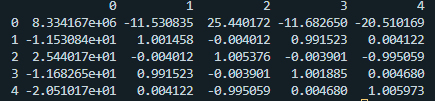 0 1 2 3 4
0 8.334167e+06 -11.530835 25.440172 -11.682650 -20.510169
1 -1.153084e+01 1.001458 -0.004012 0.991523 0.004122
2 2.544017e+01 -0.004012 1.005376 -0.003901 -0.995059
3 -1.168265e+01 0.991523 -0.003901 1.001885 0.004680
4 -2.051017e+01 0.004122 -0.995059 0.004680 1.005973